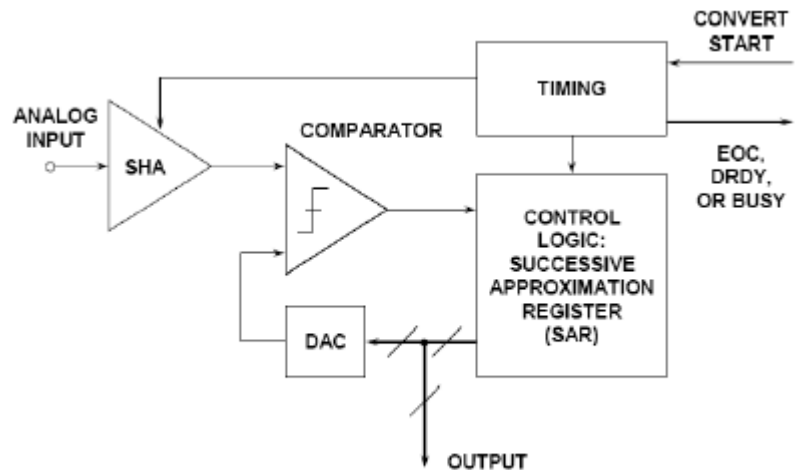 CONVERT
START
TIMING
ANALOG
INPUT
COMPARATOR
SHA
EOC,
DRDY,
OR BUSY
CONTROL
LOGIC:
SUCCESSIVE
APPROXIMATION
REGISTER
(SAR)
DAC
OUTPUT